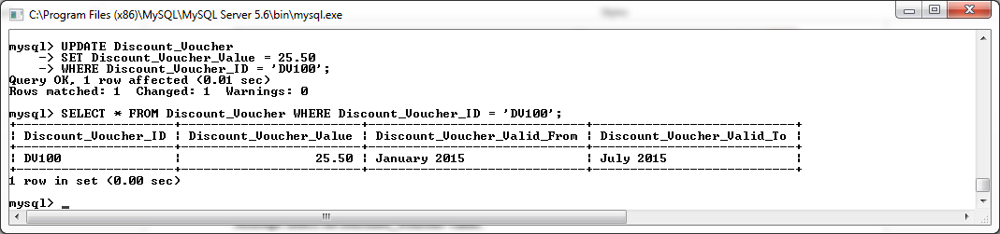 C:\Program Files (x86)\MySQL\MySQL Server 5.6\bin\mysql.exe
mysql> UPDATE Discount_Voucher
    -> SET Discount_Voucher_Value = 25.50
    -> WHERE Discount_Voucher_ID = 'DV100';
Query OK, 1 row affected (0.01 sec)
Rows matched: 1  Changed: 1  Warnings: 0
mysql> SELECT * FROM Discount_Voucher WHERE Discount_Voucher_ID = 'DV100';
+---------------------+------------------------+-----------------------------+---------------------------+
| Discount_Voucher_ID | Discount_Voucher_Value | Discount_Voucher_Valid_From | Discount_Voucher_Valid_To |
+---------------------+------------------------+-----------------------------+---------------------------+
| DV100               |                  25.50 | January 2015                | July 2015                 |
+---------------------+------------------------+-----------------------------+---------------------------+
1 row in set (0.00 sec)
mysql> _